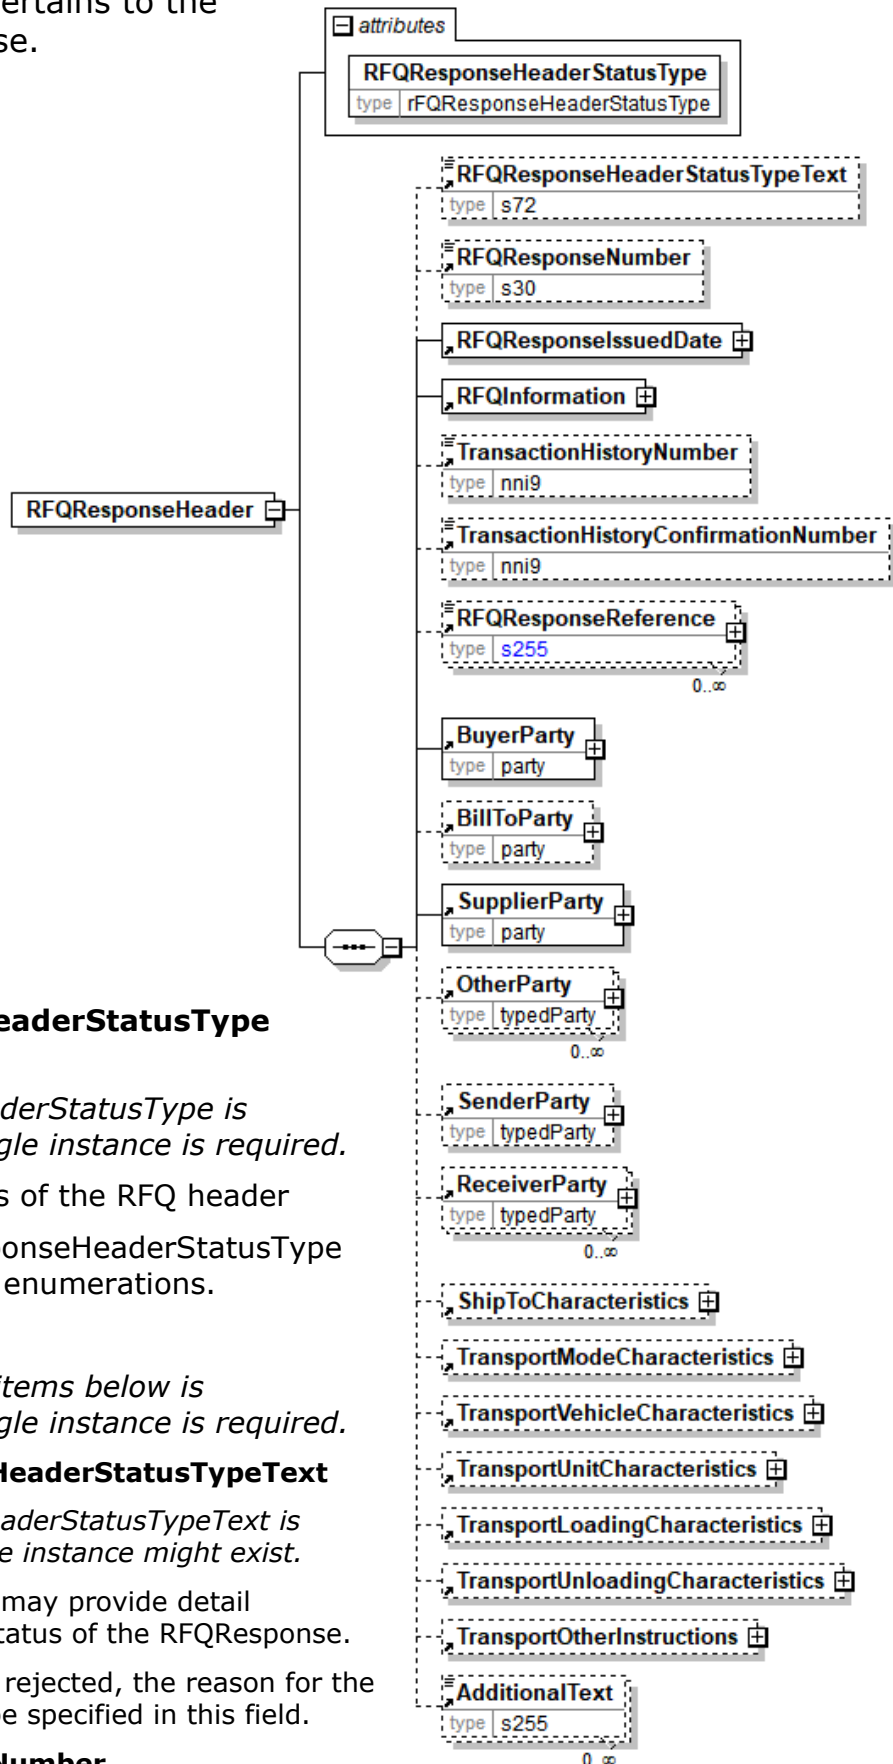 ertains to the
se.
attributes
RFQResponseHeaderStatusType
type rFQResponseHeaderStatusType
RFQResponseHeaderStatusTypeText
type s72
RFQResponseNumber
type s30
RFQResponseIssuedDate
RFQInformation
TransactionHistoryNumber
type nni9
RFQResponseHeader
TransactionHistoryConfirmationNumber
type nni9
RFQResponseReference
type s255
0..∞
BuyerParty
type party
BillToParty
type party
SupplierParty
type party
OtherParty
type typedParty
0..∞
SenderParty
type typedParty
ReceiverParty
type typedParty
0..∞
ShipToCharacteristics
TransportModeCharacteristics
TransportVehicleCharacteristics
TransportUnitCharacteristics
TransportLoadingCharacteristics
TransportUnloadingCharacteristics
TransportOtherInstructions
AdditionalText
type s255
0..∞
eaderStatusType
derStatusType is
gle instance is required.
s of the RFQ header
ponseHeaderStatusType
enumerations.
items below is
gle instance is required.
HeaderStatusTypeText
eaderStatusTypeText is
e instance might exist.
may provide detail
tatus of the RFQResponse.
rejected, the reason for the
be specified in this field.
Number